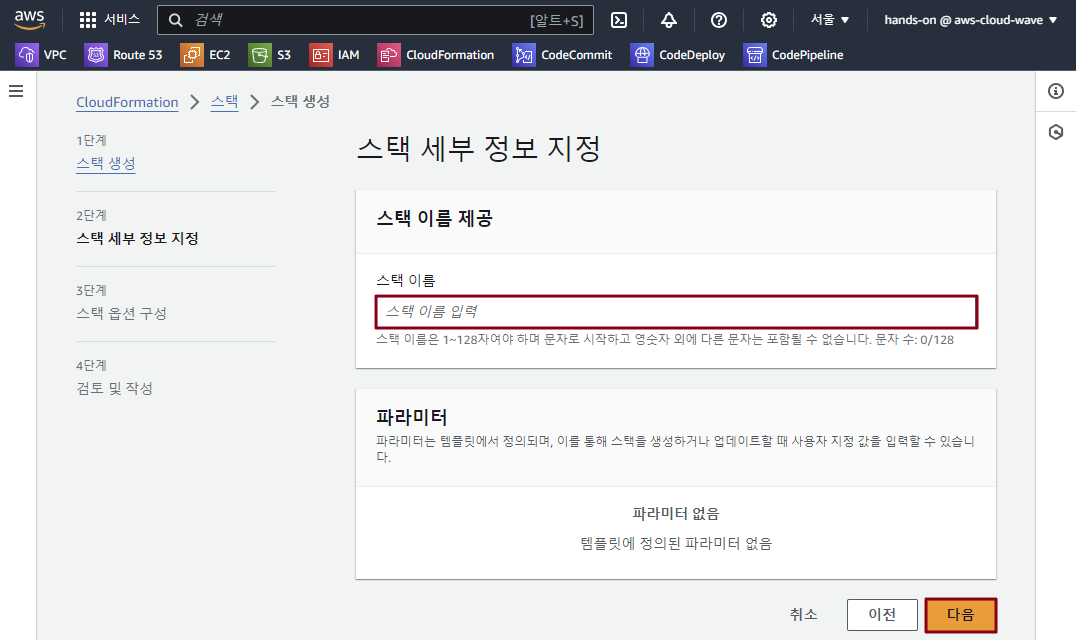 aws 서비스 검색 [알트+S] 서울 ▼ hands-on @ aws-cloud-wave ▼
VPC Route 53 EC2 S3 IAM CloudFormation CodeCommit CodeDeploy CodePipeline
CloudFormation > 스택 > 스택 생성
1단계
스택 생성
2단계
스택 세부 정보 지정
3단계
스택 옵션 구성
4단계
검토 및 작성
스택 세부 정보 지정
스택 이름 제공
스택 이름
스택 이름 입력
스택 이름은 1~128자여야 하며 문자로 시작하고 영숫자 외에 다른 문자는 포함될 수 없습니다. 문자 수: 0/128
파라미터
파라미터는 템플릿에서 정의되며, 이를 통해 스택을 생성하거나 업데이트할 때 사용자 지정 값을 입력할 수 있습니
다.
파라미터 없음
템플릿에 정의된 파라미터 없음
취소 이전 다음